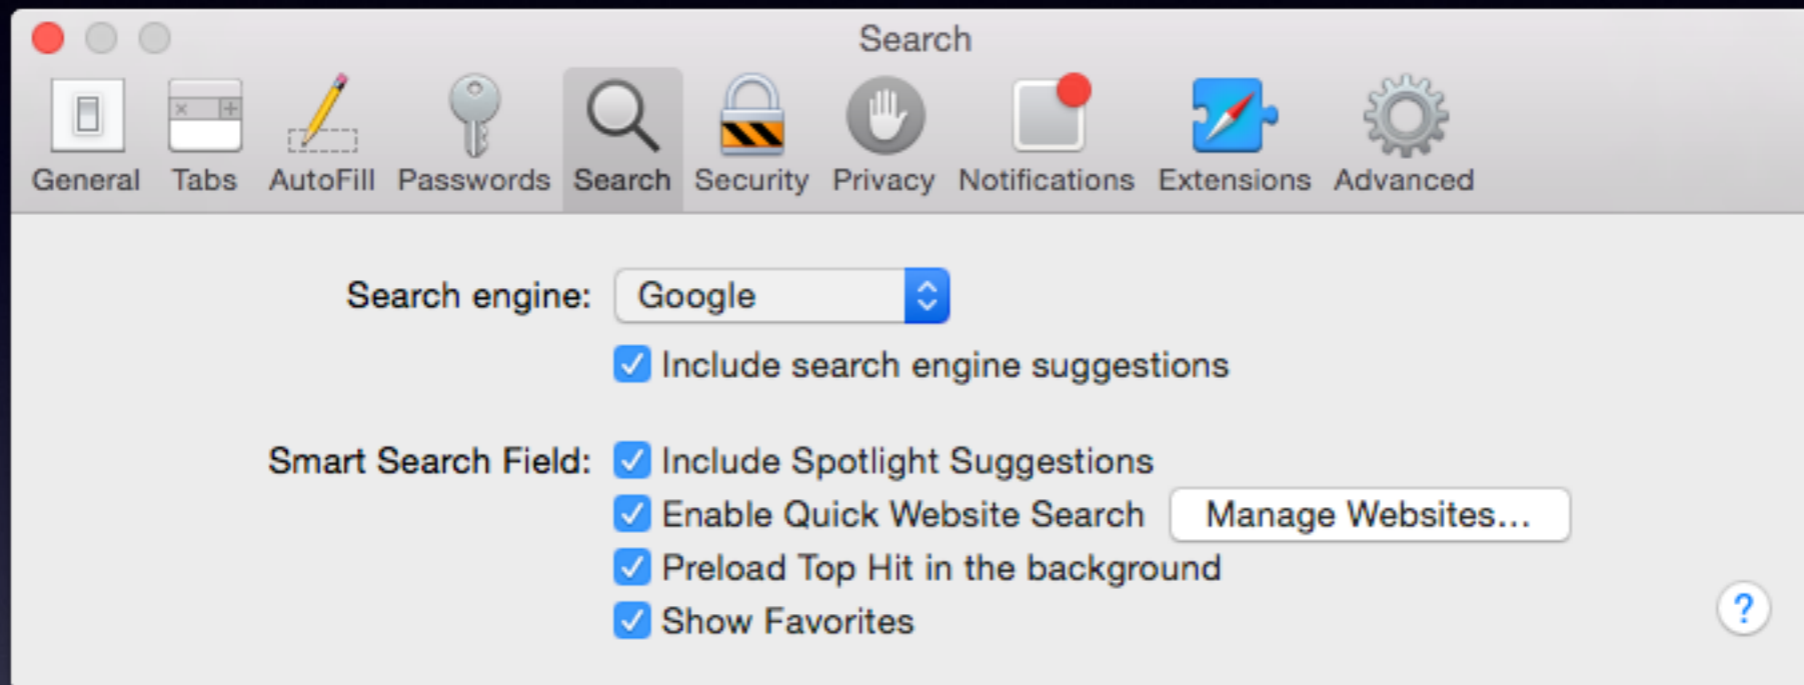 Search
General Tabs AutoFill Passwords Search Security Privacy Notifications Extensions Advanced
Search engine: Google
Include search engine suggestions
Smart Search Field: Include Spotlight Suggestions
Enable Quick Website Search Manage Websites...
Preload Top Hit in the background
Show Favorites
?